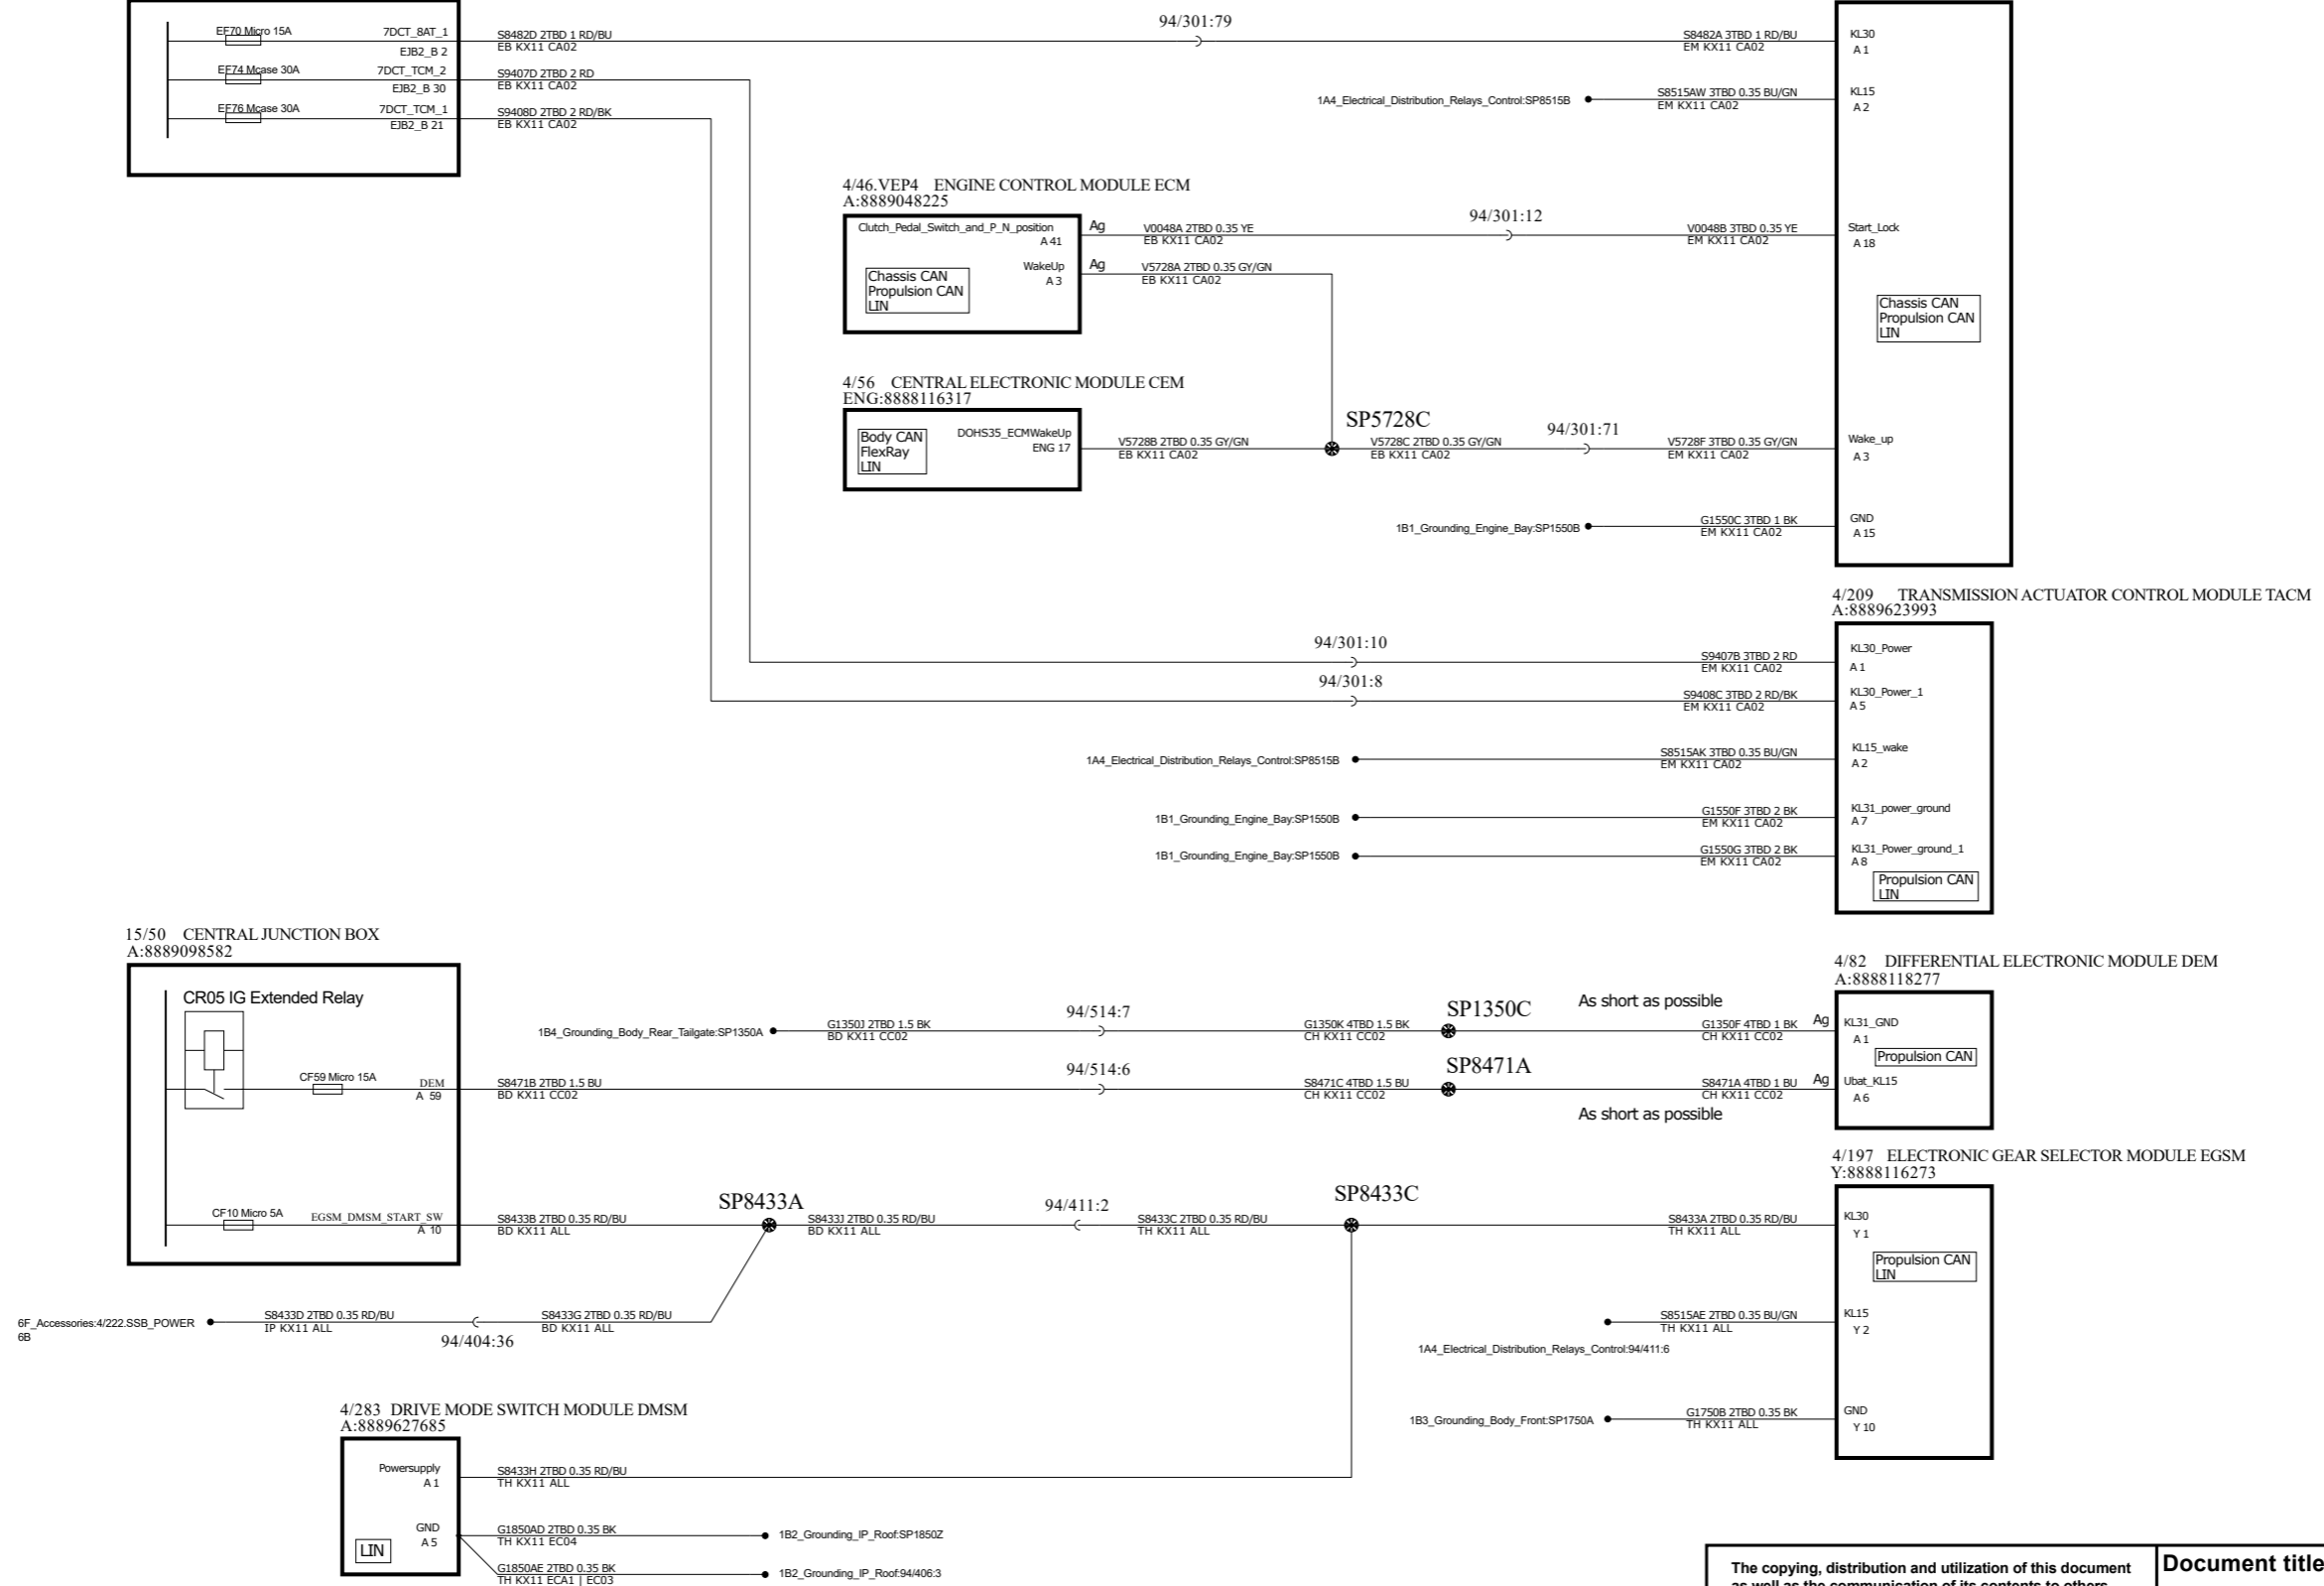 94/301:79
EF70 Micro 15A
7DCT_8AT_1
EJB2_B 2
S8482D 2TBD 1 RD/BU
EB KX11 CA02
S8482A 3TBD 1 RD/BU
EM KX11 CA02
KL30
A 1
EF74 Mcase 30A
7DCT_TCM_2
EJB2_B 30
S9407D 2TBD 2 RD
EB KX11 CA02
1A4_Electrical_Distribution_Relays_Control:SP8515B
S8515AW 3TBD 0.35 BU/GN
EM KX11 CA02
KL15
A 2
EF76 Mcase 30A
7DCT_TCM_1
EJB2_B 21
S9408D 2TBD 2 RD/BK
EB KX11 CA02
4/46.VEP4 ENGINE CONTROL MODULE ECM
A:8889048225
Clutch_Pedal_Switch_and_P_N_position
A 41
Ag
V0048A 2TBD 0.35 YE
EB KX11 CA02
94/301:12
V0048B 3TBD 0.35 YE
EM KX11 CA02
Start_Lock
A 18
WakeUp
A 3
Ag
V5728A 2TBD 0.35 GY/GN
EB KX11 CA02
Chassis CAN
Propulsion CAN
LIN
Chassis CAN
Propulsion CAN
LIN
4/56 CENTRAL ELECTRONIC MODULE CEM
ENG:8888116317
Body CAN
FlexRay
LIN
DOHS35_ECMWakeUp
ENG 17
V5728B 2TBD 0.35 GY/GN
EB KX11 CA02
SP5728C
V5728C 2TBD 0.35 GY/GN
EB KX11 CA02
94/301:71
V5728F 3TBD 0.35 GY/GN
EM KX11 CA02
Wake_up
A 3
1B1_Grounding_Engine_Bay:SP1550B
G1550C 3TBD 1 BK
EM KX11 CA02
GND
A 15
4/209 TRANSMISSION ACTUATOR CONTROL MODULE TACM
A:8889623993
94/301:10
S9407B 3TBD 2 RD
EM KX11 CA02
KL30_Power
A 1
94/301:8
S9408C 3TBD 2 RD/BK
EM KX11 CA02
KL30_Power_1
A 5
1A4_Electrical_Distribution_Relays_Control:SP8515B
S8515AK 3TBD 0.35 BU/GN
EM KX11 CA02
KL15_wake
A 2
1B1_Grounding_Engine_Bay:SP1550B
G1550F 3TBD 2 BK
EM KX11 CA02
KL31_power_ground
A 7
1B1_Grounding_Engine_Bay:SP1550B
G1550G 3TBD 2 BK
EM KX11 CA02
KL31_Power_ground_1
A 8
Propulsion CAN
LIN
15/50 CENTRAL JUNCTION BOX
A:8889098582
4/82 DIFFERENTIAL ELECTRONIC MODULE DEM
A:8888118277
CR05 IG Extended Relay
1B4_Grounding_Body_Rear_Tailgate:SP1350A
G1350J 2TBD 1.5 BK
BD KX11 CC02
94/514:7
G1350K 4TBD 1.5 BK
CH KX11 CC02
SP1350C
As short as possible
G1350F 4TBD 1 BK
CH KX11 CC02
Ag
KL31_GND
A 1
Propulsion CAN
CF59 Micro 15A
DEM
A 59
S8471B 2TBD 1.5 BU
BD KX11 CC02
94/514:6
S8471C 4TBD 1.5 BU
CH KX11 CC02
SP8471A
As short as possible
S8471A 4TBD 1 BU
CH KX11 CC02
Ag
Ubat_KL15
A 6
4/197 ELECTRONIC GEAR SELECTOR MODULE EGSM
Y:8888116273
CF10 Micro 5A
EGSM_DMSM_START_SW
A 10
S8433B 2TBD 0.35 RD/BU
BD KX11 ALL
SP8433A
S8433J 2TBD 0.35 RD/BU
BD KX11 ALL
94/411:2
S8433C 2TBD 0.35 RD/BU
TH KX11 ALL
SP8433C
S8433A 2TBD 0.35 RD/BU
TH KX11 ALL
KL30
Y 1
Propulsion CAN
LIN
6F_Accessories:4/222.SSB_POWER
6B
S8433D 2TBD 0.35 RD/BU
IP KX11 ALL
94/404:36
S8433G 2TBD 0.35 RD/BU
BD KX11 ALL
S8515AE 2TBD 0.35 BU/GN
TH KX11 ALL
1A4_Electrical_Distribution_Relays_Control:94/411:6
KL15
Y 2
4/283 DRIVE MODE SWITCH MODULE DMSM
A:8889627685
1B3_Grounding_Body_Front:SP1750A
G1750B 2TBD 0.35 BK
TH KX11 ALL
GND
Y 10
Powersupply
A 1
S8433H 2TBD 0.35 RD/BU
TH KX11 ALL
GND
A 5
LIN
G1850AD 2TBD 0.35 BK
TH KX11 EC04
1B2_Grounding_IP_Roof:SP1850Z
G1850AE 2TBD 0.35 BK
TH KX11 ECA1 | EC03
1B2_Grounding_IP_Roof:94/406:3
The copying, distribution and utilization of this document
as well as the communication of its contents to others
Document title